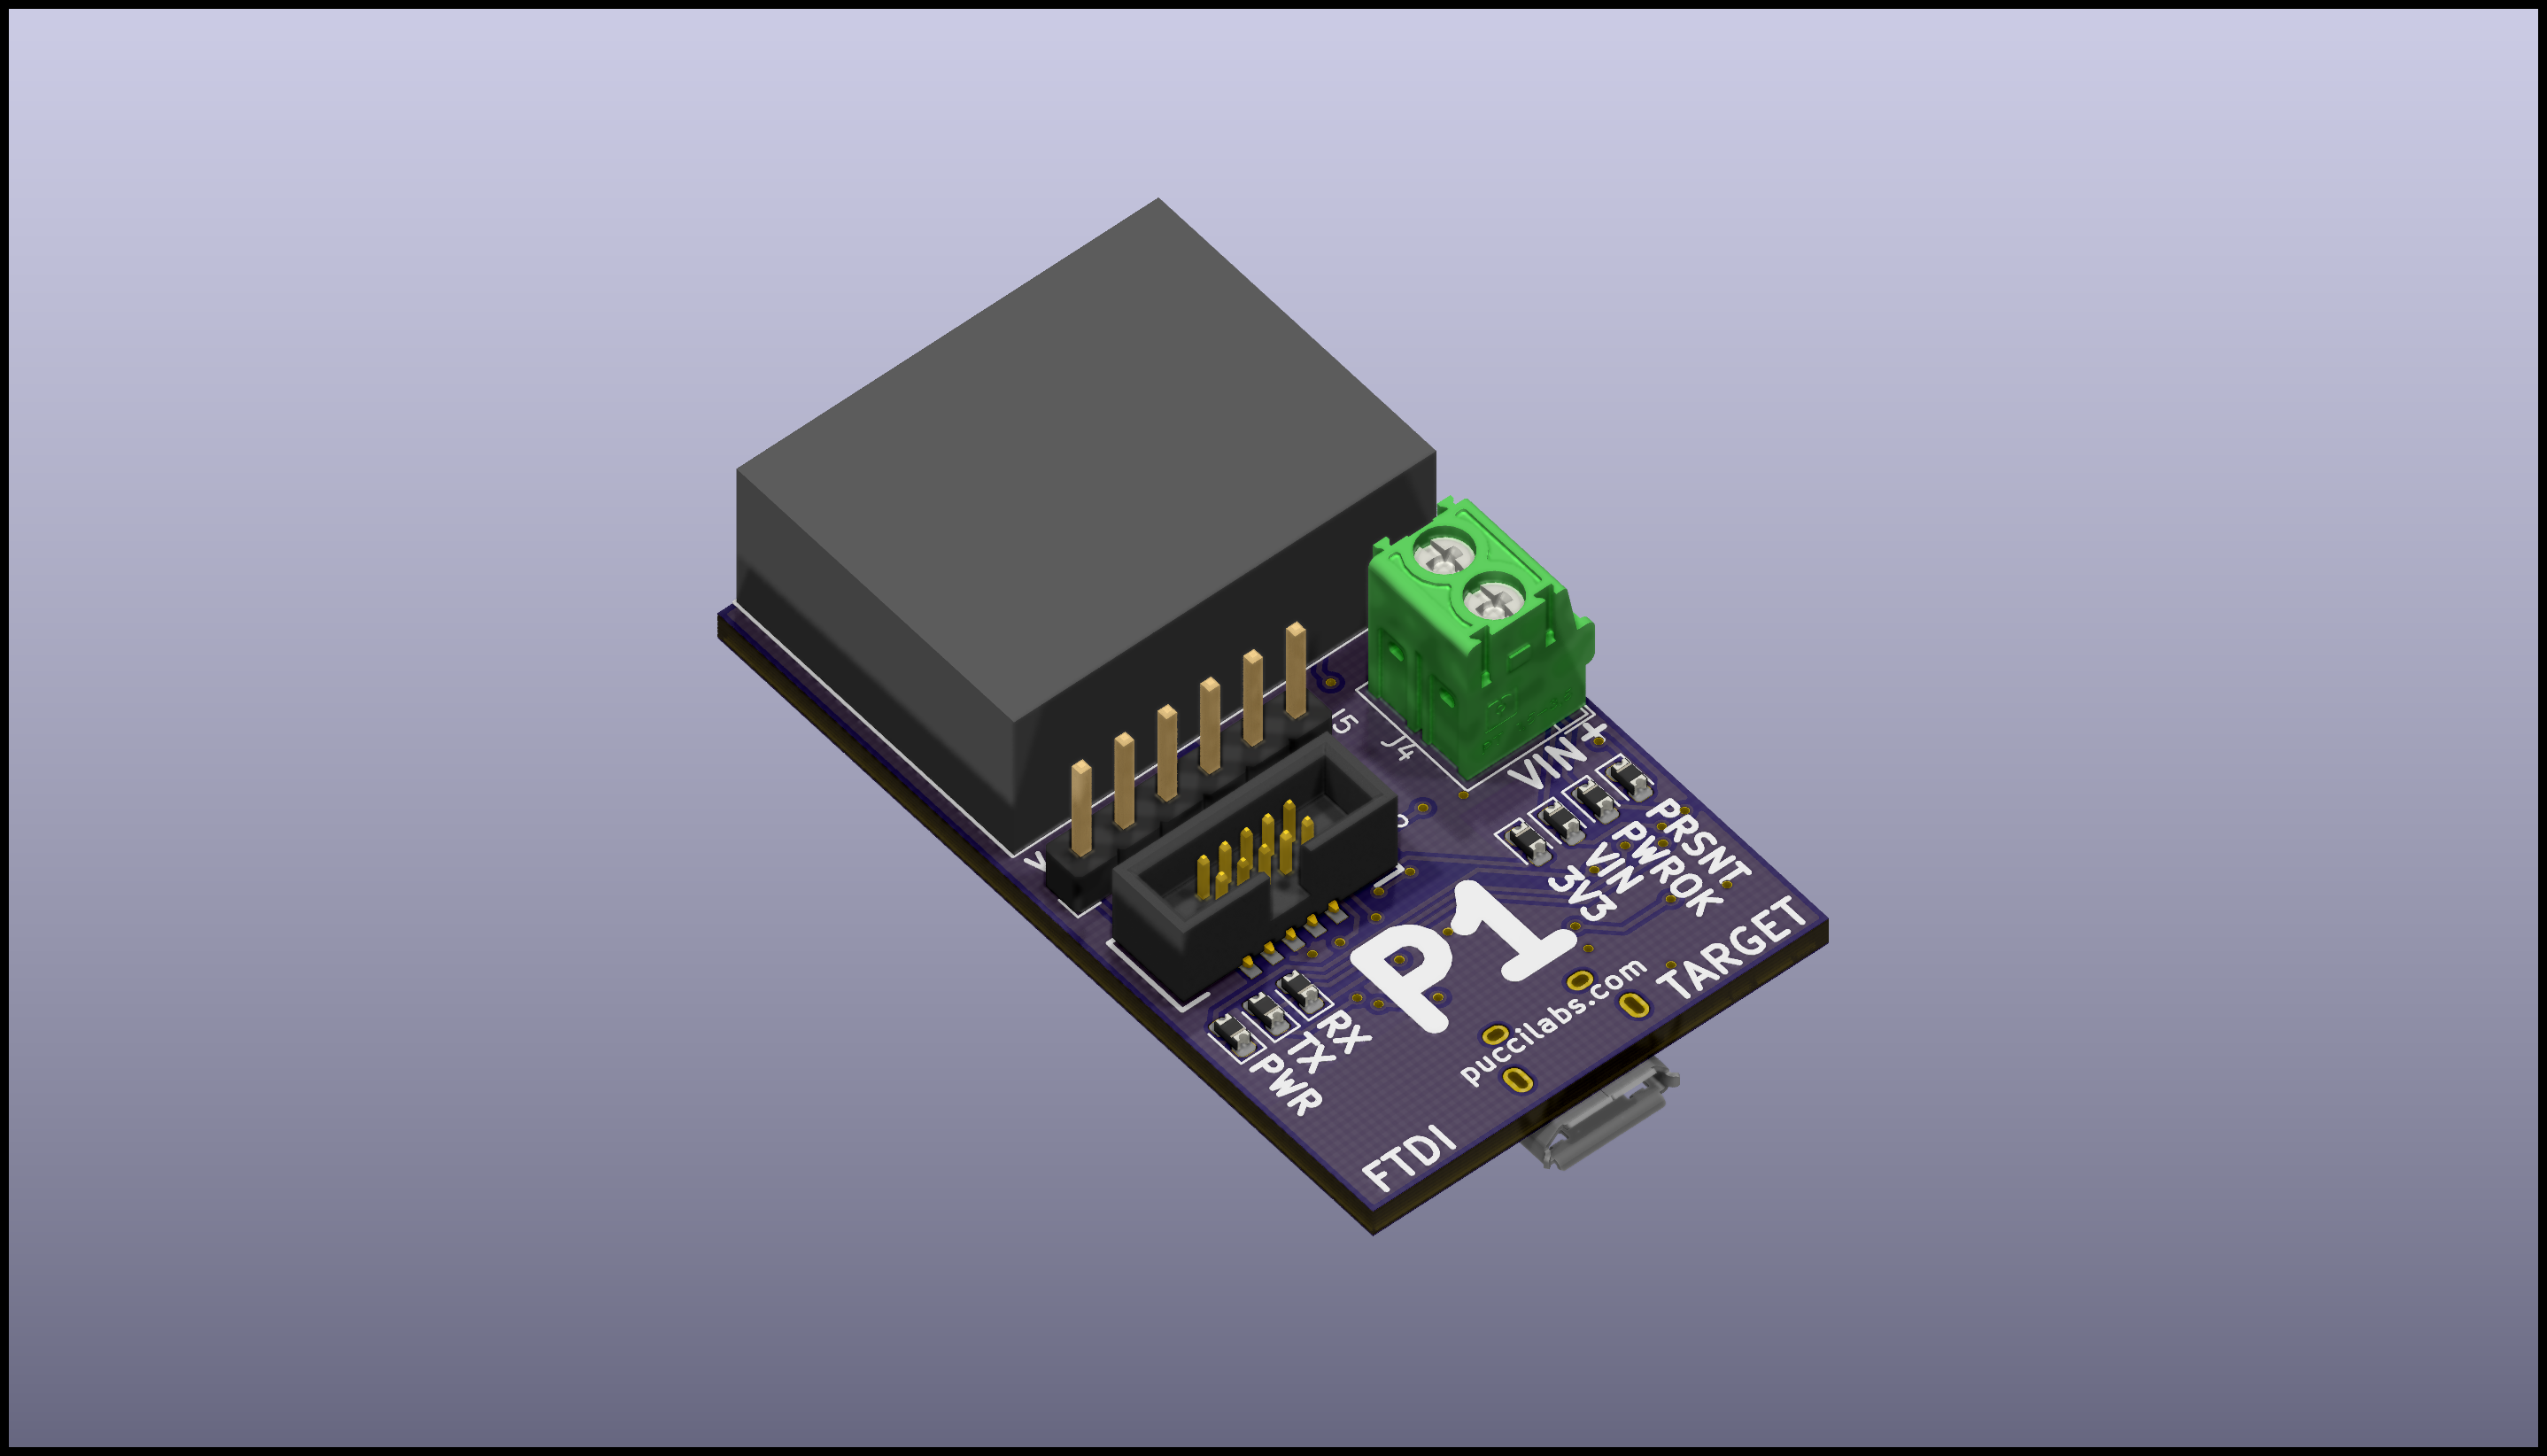 J5
J4
VIN+
PRSNT
PWROK
VIN
3V3
P1
TARGET
puccilabs.com
RX
TX
PWR
FTDI